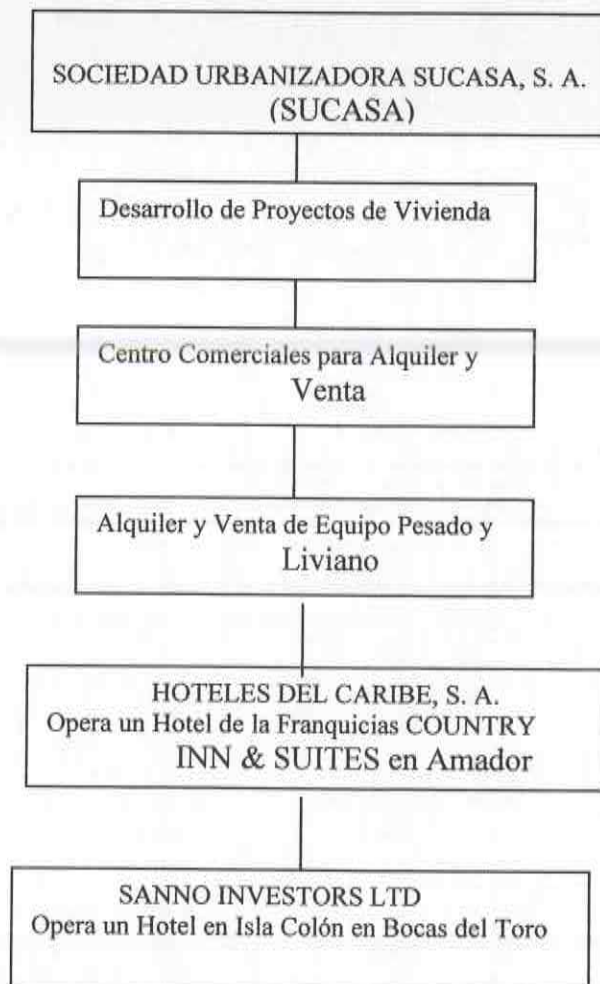 SOCIEDAD URBANIZADORA SUCASA, S. A.
(SUCASA)
Desarrollo de Proyectos de Vivienda
Centro Comerciales para Alquiler y
Venta
Alquiler y Venta de Equipo Pesado y
Liviano
HOTELES DEL CARIBE, S. A.
Opera un Hotel de la Franquicias COUNTRY
INN & SUITES en Amador
SANNO INVESTORS LTD
Opera un Hotel en Isla Colón en Bocas del Toro